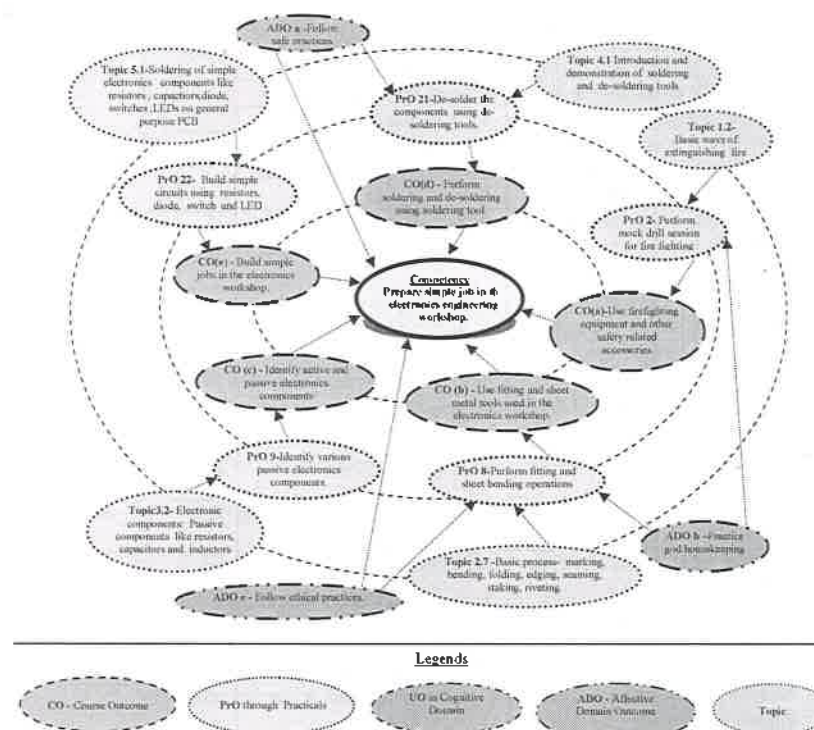 ADO a -Follow
safe practices
Topic 5.1-Soldering of simple
electronics components like
resistors , capactiors,diode,
switches ,LEDs on general
purpose PCB
PrO 21-De-solder the
components using de-
soldering tools.
Topic 4.1 Introduction and
demonstration of soldering
and de-soldering tools
Topic 1.2-
Basic ways of
extinguishing fire
PrO 22- Build simple
circuits using resistors,
diode, switch and LED
CO(d) - Perform
soldering and de-soldering
using soldering tool
PrO 2- Perform
mock drill session
for fire fighting
CO(e) - Build simple
jobs in the electronics
workshop.
Competency
Prepare simple job in th
electronics engineering
workshop.
CO(a)-Use firefighting
equipment and other
safety related
accessories.
CO (c) - Identify active and
passive electronics
components
CO (b) - Use fitting and sheet
metal tools used in the
electronics workshop.
PrO 9-Identify various
passive electronics
components.
PrO 8-Perform fitting and
sheet bending operations
Topic3.2- Electronic
components: Passive
components like resistors,
capacitors and inductors
ADO b -Practice
god housekeeping
Topic 2.7 -Basic process- marking,
bending, folding, edging, seaming,
staking, riveting.
ADO e - Follow ethical practices.
Legends
CO - Course Outcome
PrO through Practicals
UO in Cognitive
Domain
ADO - Affective
Domain Outcome
Topic